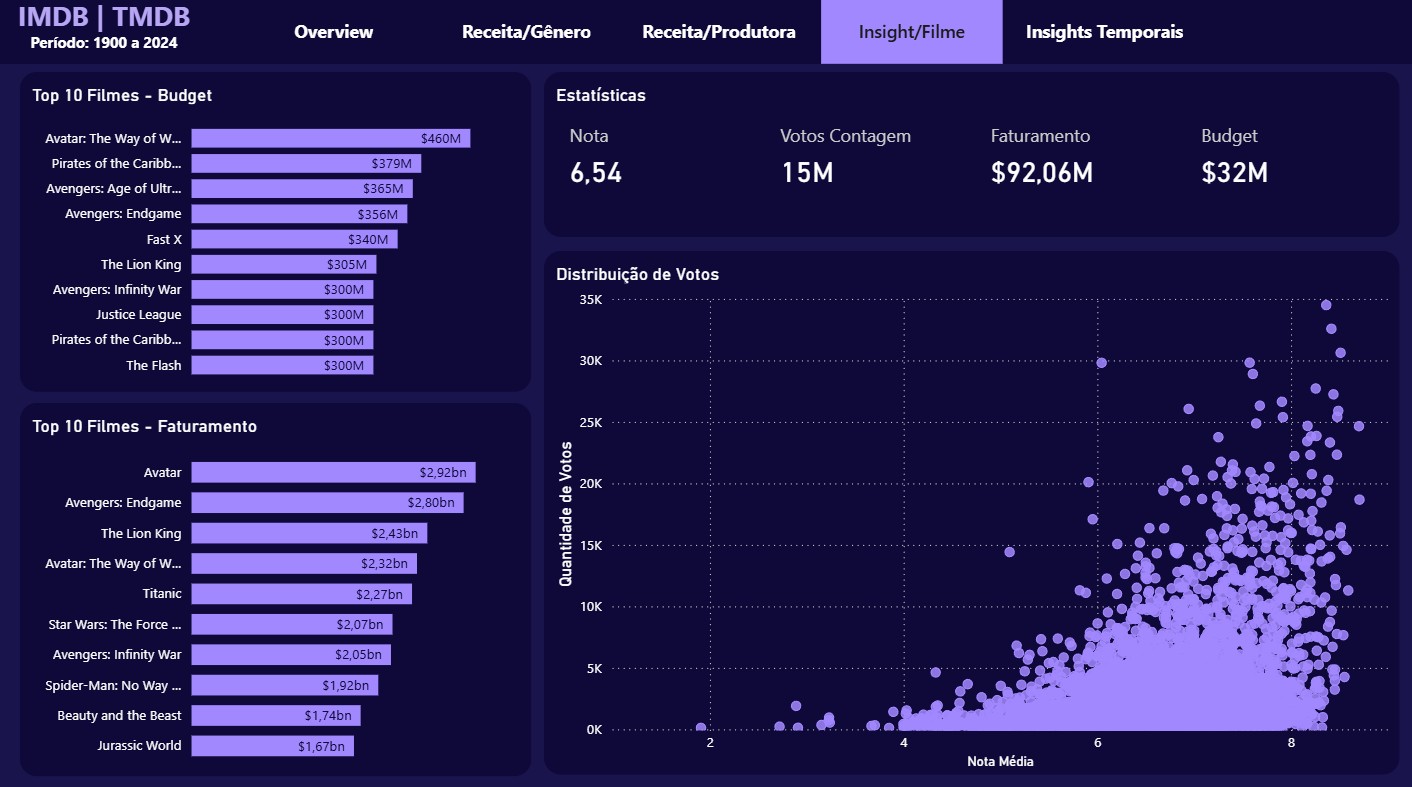 IMDB | TMDB
Período: 1900 a 2024
Overview
Receita/Gênero
Receita/Produtora
Insight/Filme
Insights Temporais
Top 10 Filmes - Budget
Avatar: The Way of W... $460M
Pirates of the Caribb... $379M
Avengers: Age of Ultr... $365M
Avengers: Endgame $356M
Fast X $340M
The Lion King $305M
Avengers: Infinity War $300M
Justice League $300M
Pirates of the Caribb... $300M
The Flash $300M
Top 10 Filmes - Faturamento
Avatar $2,92bn
Avengers: Endgame $2,80bn
The Lion King $2,43bn
Avatar: The Way of W... $2,32bn
Titanic $2,27bn
Star Wars: The Force ... $2,07bn
Avengers: Infinity War $2,05bn
Spider-Man: No Way ... $1,92bn
Beauty and the Beast $1,74bn
Jurassic World $1,67bn
Estatísticas
Nota
6,54
Votos Contagem
15M
Faturamento
$92,06M
Budget
$32M
Distribuição de Votos
Quantidade de Votos
35K
30K
25K
20K
15K
10K
5K
0K
2 4 6 8
Nota Média